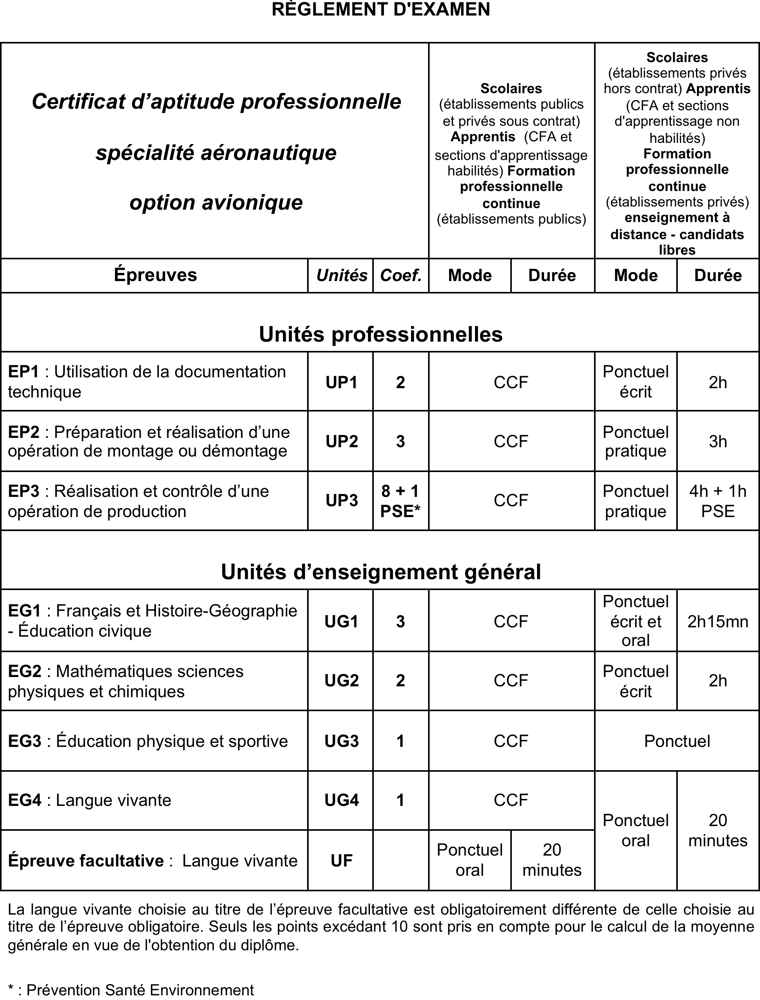 RÈGLEMENT D'EXAMEN
Certificat d’aptitude professionnelle
spécialité aéronautique
option avionique
Scolaires
(établissements publics
et privés sous contrat)
Apprentis  (CFA et
sections d'apprentissage
habilités) Formation
professionnelle
continue
(établissements publics)
Scolaires
(établissements privés
hors contrat) Apprentis
(CFA et sections
d'apprentissage non
habilités)
Formation
professionnelle
continue
(établissements privés)
enseignement à
distance - candidats
libres
Épreuves
Unités
Coef.
Mode
Durée
Mode
Durée
Unités professionnelles
EP1 : Utilisation de la documentation
technique
UP1
2
CCF
Ponctuel
écrit
2h
EP2 : Préparation et réalisation d’une
opération de montage ou démontage
UP2
3
CCF
Ponctuel
pratique
3h
EP3 : Réalisation et contrôle d’une
opération de production
UP3
8 + 1
PSE*
CCF
Ponctuel
pratique
4h + 1h
PSE
Unités d’enseignement général
EG1 : Français et Histoire-Géographie
- Éducation civique
UG1
3
CCF
Ponctuel
écrit et
oral
2h15mn
EG2 : Mathématiques sciences
physiques et chimiques
UG2
2
CCF
Ponctuel
écrit
2h
EG3 : Éducation physique et sportive
UG3
1
CCF
Ponctuel
EG4 : Langue vivante
UG4
1
CCF
Ponctuel
oral
20
minutes
Épreuve facultative :  Langue vivante
UF
Ponctuel
oral
20
minutes
La langue vivante choisie au titre de l’épreuve facultative est obligatoirement différente de celle choisie au
titre de l’épreuve obligatoire. Seuls les points excédant 10 sont pris en compte pour le calcul de la moyenne
générale en vue de l'obtention du diplôme.
* : Prévention Santé Environnement